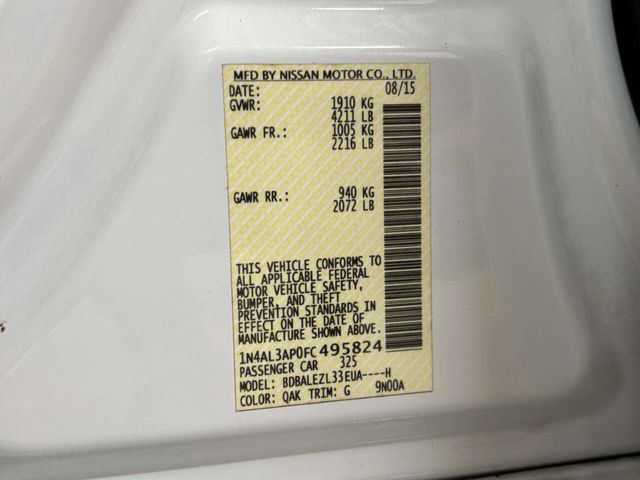 MFD BY NISSAN MOTOR CO., LTD.
DATE: 08/15
GVWR: 1910 KG
4211 LB
GAWR FR.: 1005 KG
2216 LB
GAWR RR.: 940 KG
2072 LB
THIS VEHICLE CONFORMS TO
ALL APPLICABLE FEDERAL
MOTOR VEHICLE SAFETY,
BUMPER, AND THEFT
PREVENTION STANDARDS IN
EFFECT ON THE DATE OF
MANUFACTURE SHOWN ABOVE.
1N4AL3AP0FC495824
PASSENGER CAR 325
MODEL: BDBALEZL33EUA----H
COLOR: QAK TRIM: G 9N00A